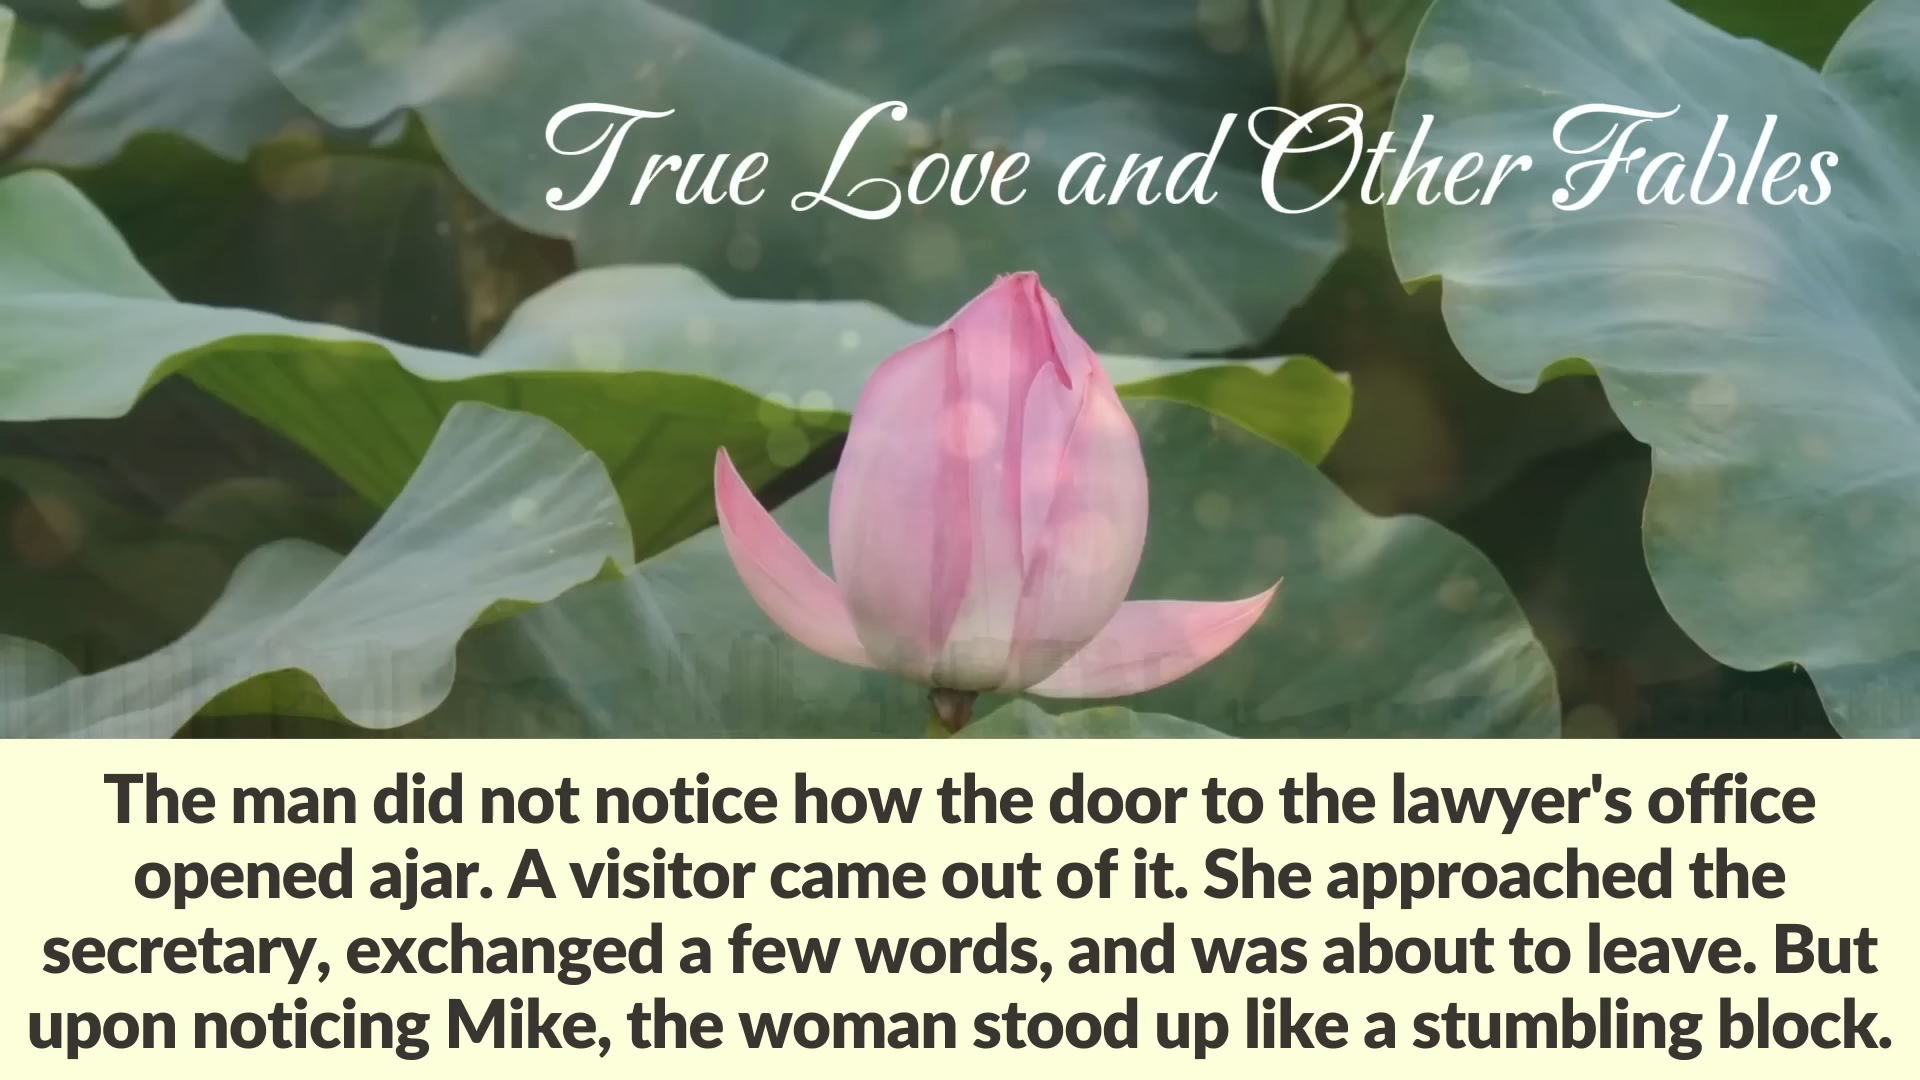 True Love and Other Fables
The man did not notice how the door to the lawyer's office
opened ajar. A visitor came out of it. She approached the
secretary, exchanged a few words, and was about to leave. But
upon noticing Mike, the woman stood up like a stumbling block.